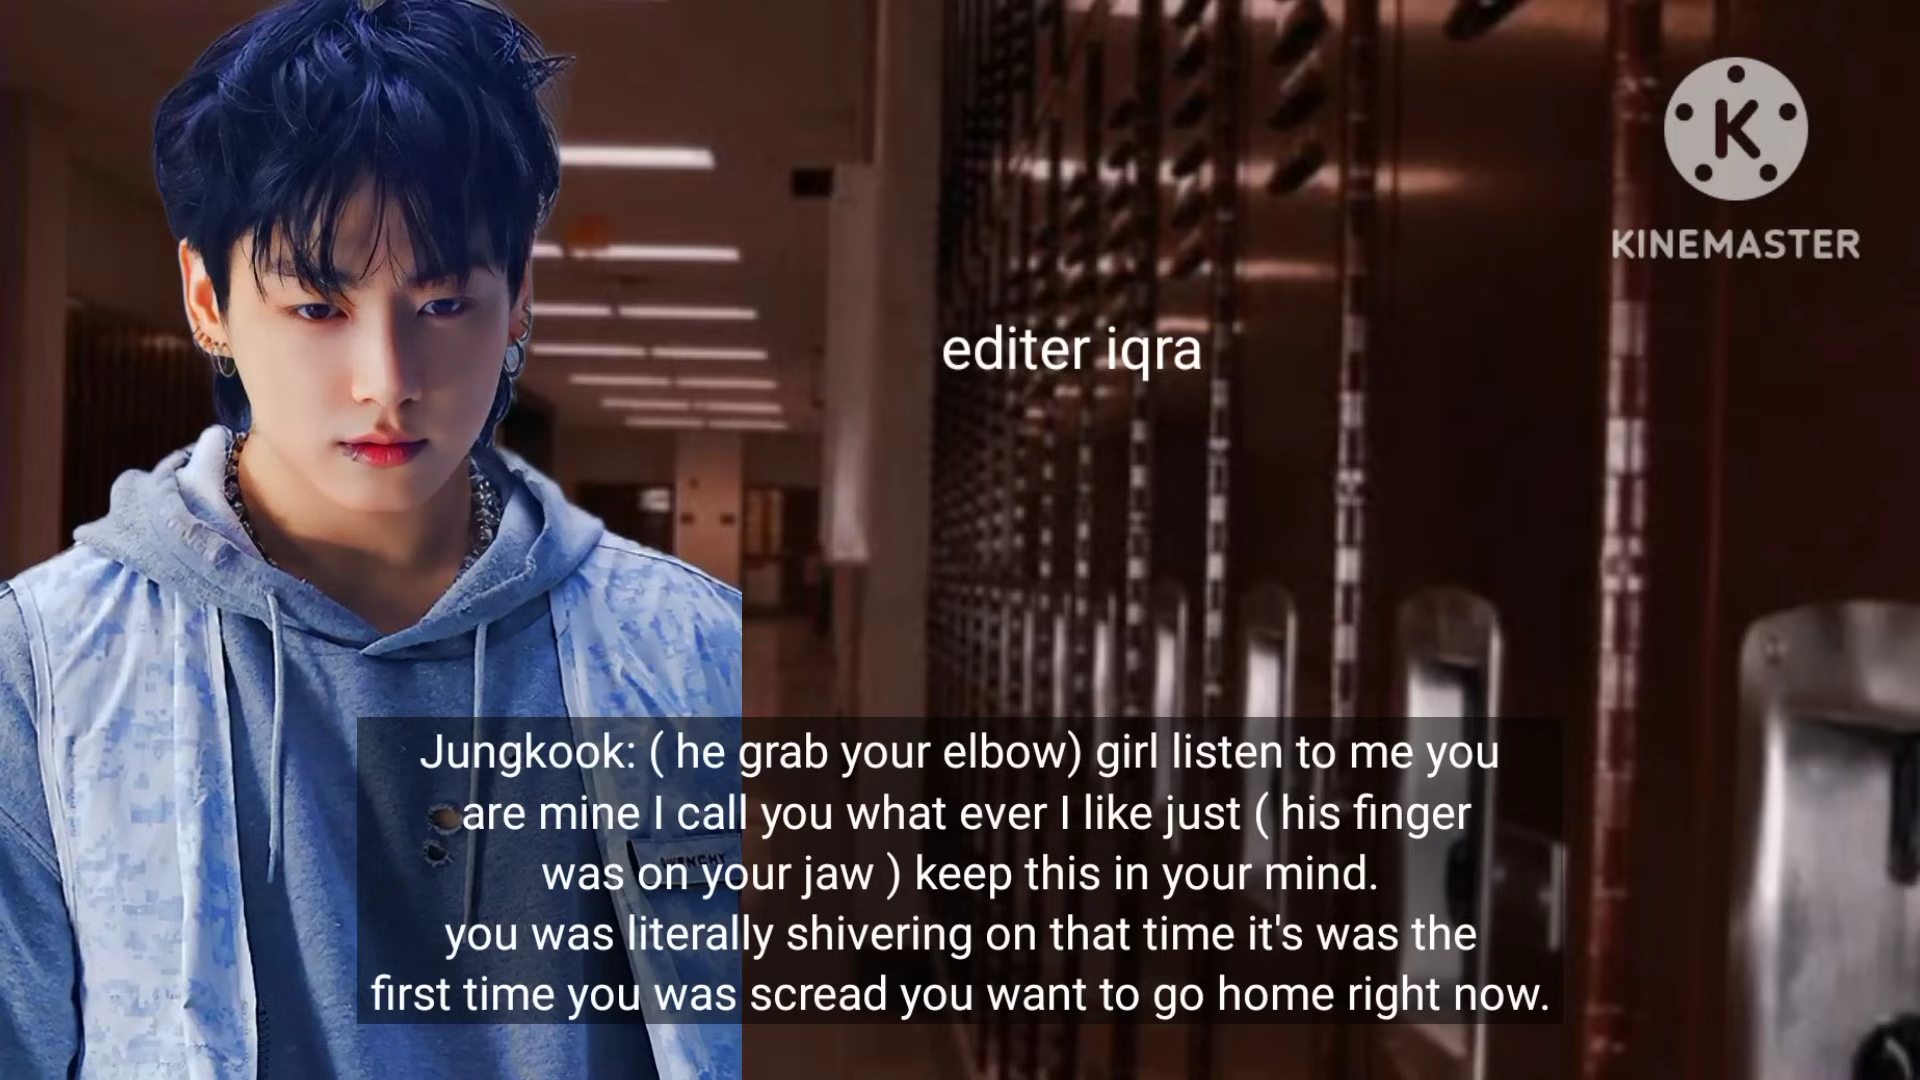 KINEMASTER
editer iqra
Jungkook: ( he grab your elbow) girl listen to me you
are mine I call you what ever I like just ( his finger
was on your jaw ) keep this in your mind.
you was literally shivering on that time it's was the
first time you was scread you want to go home right now.